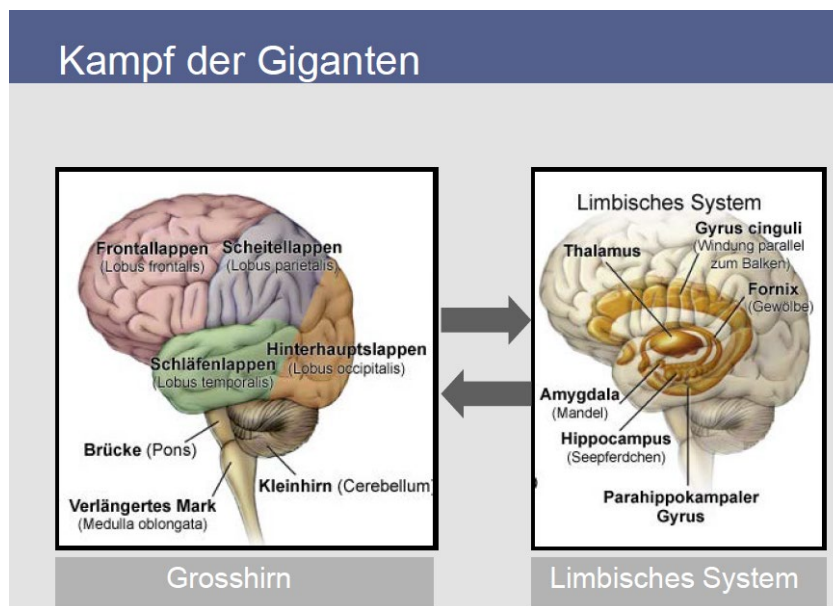 Kampf der Giganten
Frontallappen
(Lobus frontalis)
Scheitellappen
(Lobus parietalis)
Schläfenlappen
(Lobus temporalis)
Hinterhauptslappen
(Lobus occipitalis)
Brücke (Pons)
Kleinhirn (Cerebellum)
Verlängertes Mark
(Medulla oblongata)
Grosshirn
Limbisches System
Gyrus cinguli
(Windung parallel
zum Balken)
Thalamus
Fornix
(Gewölbe)
Amygdala
(Mandel)
Hippocampus
(Seepferdchen)
Parahippokampaler
Gyrus
Limbisches System